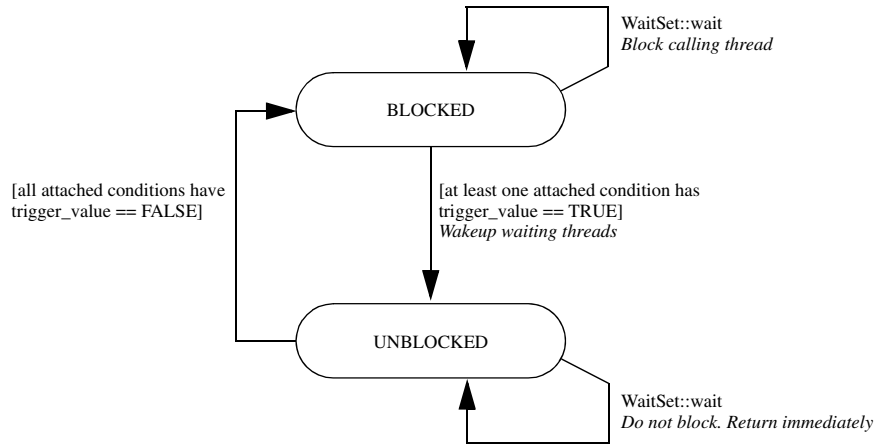 WaitSet::wait
Block calling thread
BLOCKED
[all attached conditions have
trigger_value == FALSE]
[at least one attached condition has
trigger_value == TRUE]
Wakeup waiting threads
UNBLOCKED
WaitSet::wait
Do not block. Return immediately